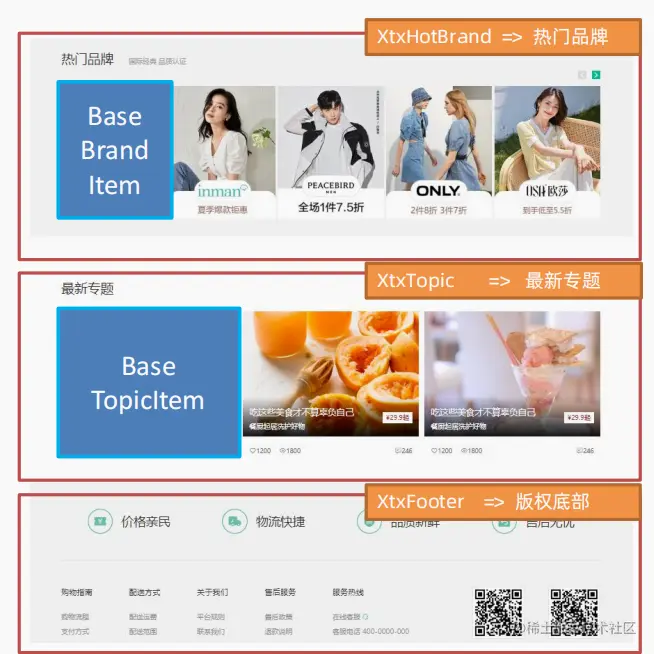 XtxHotBrand => 热门品牌
热门品牌 国际经典 品质认证
Base
Brand
Item
inman
PEACEBIRD
MEN
ONLY
OSA欧莎
夏季爆款钜惠
全场1件7.5折
2件8折 3件7折
到手低至5.5折
XtxTopic => 最新专题
最新专题
Base
TopicItem
吃这些美食才不算辜负自己
餐厨起居洗护好物
¥29.9起
吃这些美食才不算辜负自己
餐厨起居洗护好物
¥29.9起
1200 1800 246
1200 1800 246
XtxFooter => 版权底部
价格亲民 物流快捷 品质新鲜 售后无忧
购物指南 配送方式 关于我们 售后服务 服务热线
购物流程 配送运费 平台规则 售后政策 在线客服
支付方式 配送范围 联系我们 退款说明 客服电话 400-0000-000